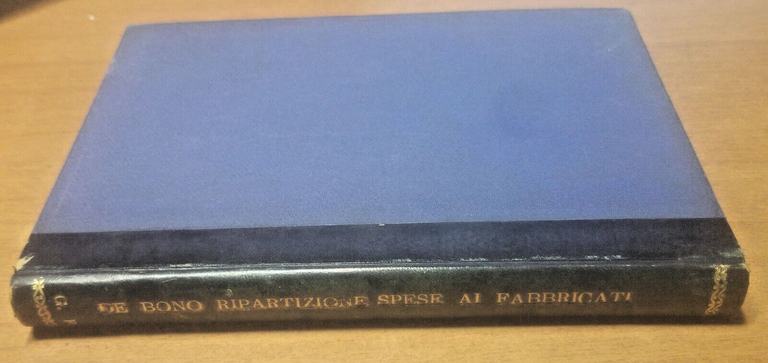 DE BONO RIPARTIZIONE SPESE AI FABBRICATI
G.